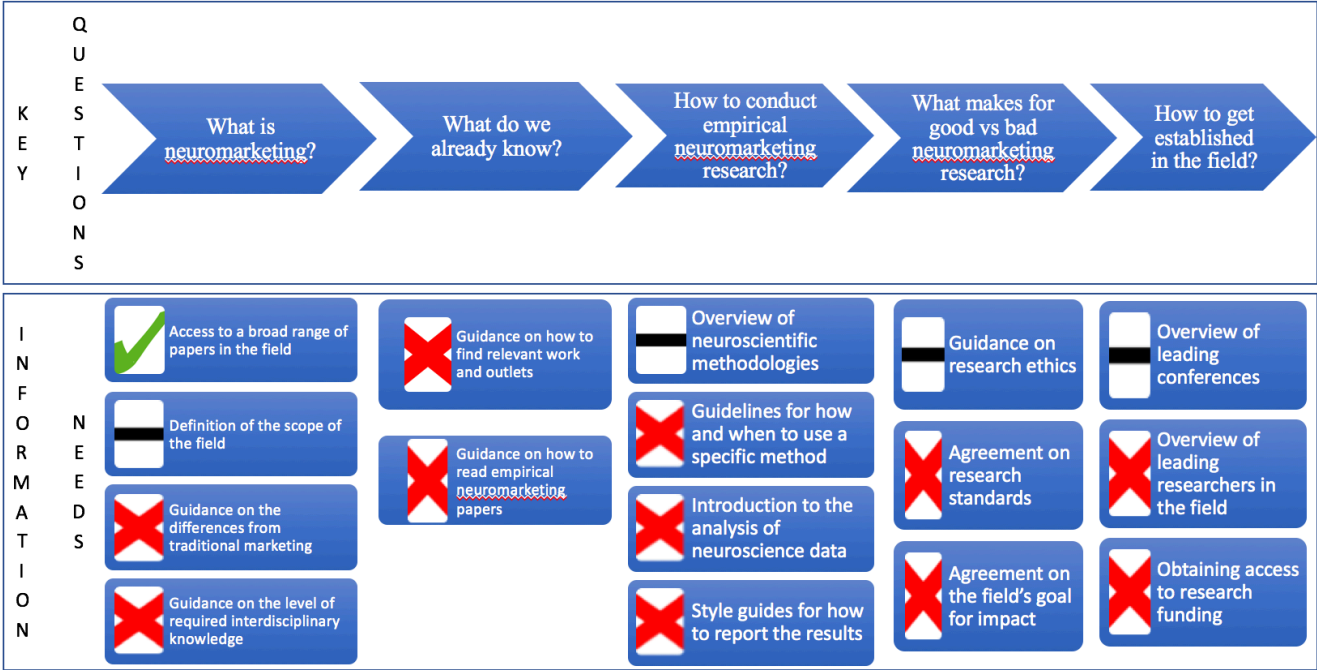 KEY
QUESTIONS
What is
neuromarketing?
What do we
already know?
How to conduct
empirical
neuromarketing
research?
What makes for
good vs bad
neuromarketing
research?
How to get
established
in the field?
INFORMATION
NEEDS
Access to a broad range of
papers in the field
Definition of the scope of
the field
Guidance on the
differences from
traditional marketing
Guidance on the level of
required interdisciplinary
knowledge
Guidance on how to
find relevant work
and outlets
Guidance on how to
read empirical
neuromarketing
papers
Overview of
neuroscientific
methodologies
Guidelines for how
and when to use a
specific method
Introduction to the
analysis of
neuroscience data
Style guides for how
to report the results
Guidance on
research ethics
Agreement on
research
standards
Agreement on
the field's goal
for impact
Overview of
leading
conferences
Overview of
leading
researchers in
the field
Obtaining access
to research
funding